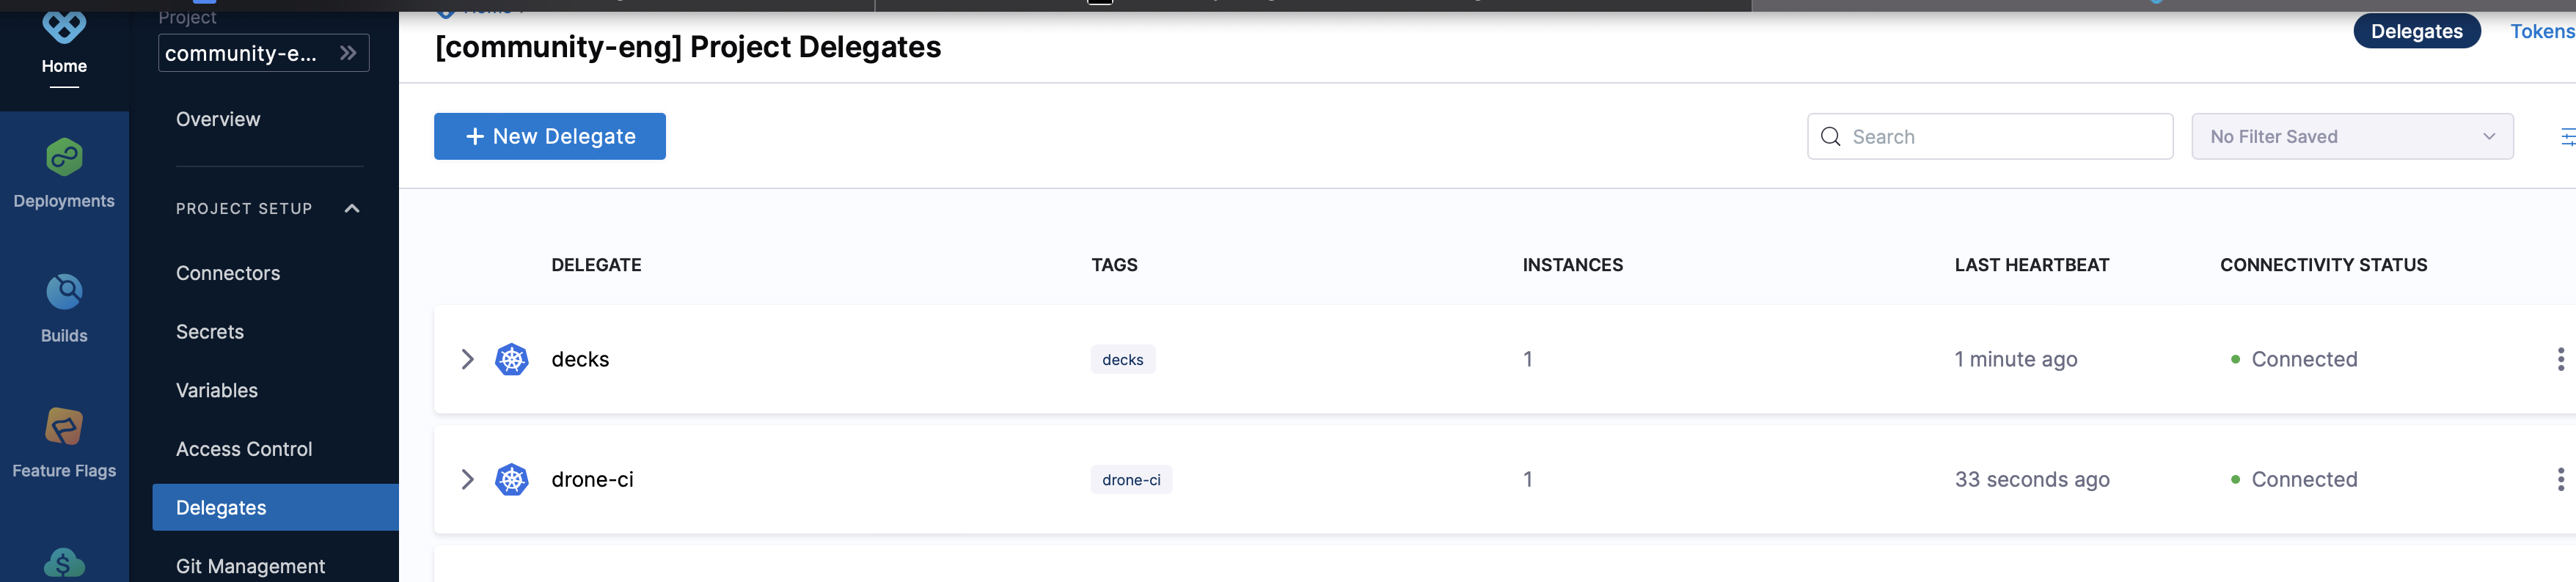 Project
community-e...
Home
Overview
Deployments
PROJECT SETUP
Connectors
Builds
Secrets
Variables
Feature Flags
Access Control
Delegates
Git Management
[community-eng] Project Delegates
Delegates
Tokens
+ New Delegate
Search
No Filter Saved
DELEGATE TAGS INSTANCES LAST HEARTBEAT CONNECTIVITY STATUS
decks decks 1 1 minute ago Connected
drone-ci drone-ci 1 33 seconds ago Connected